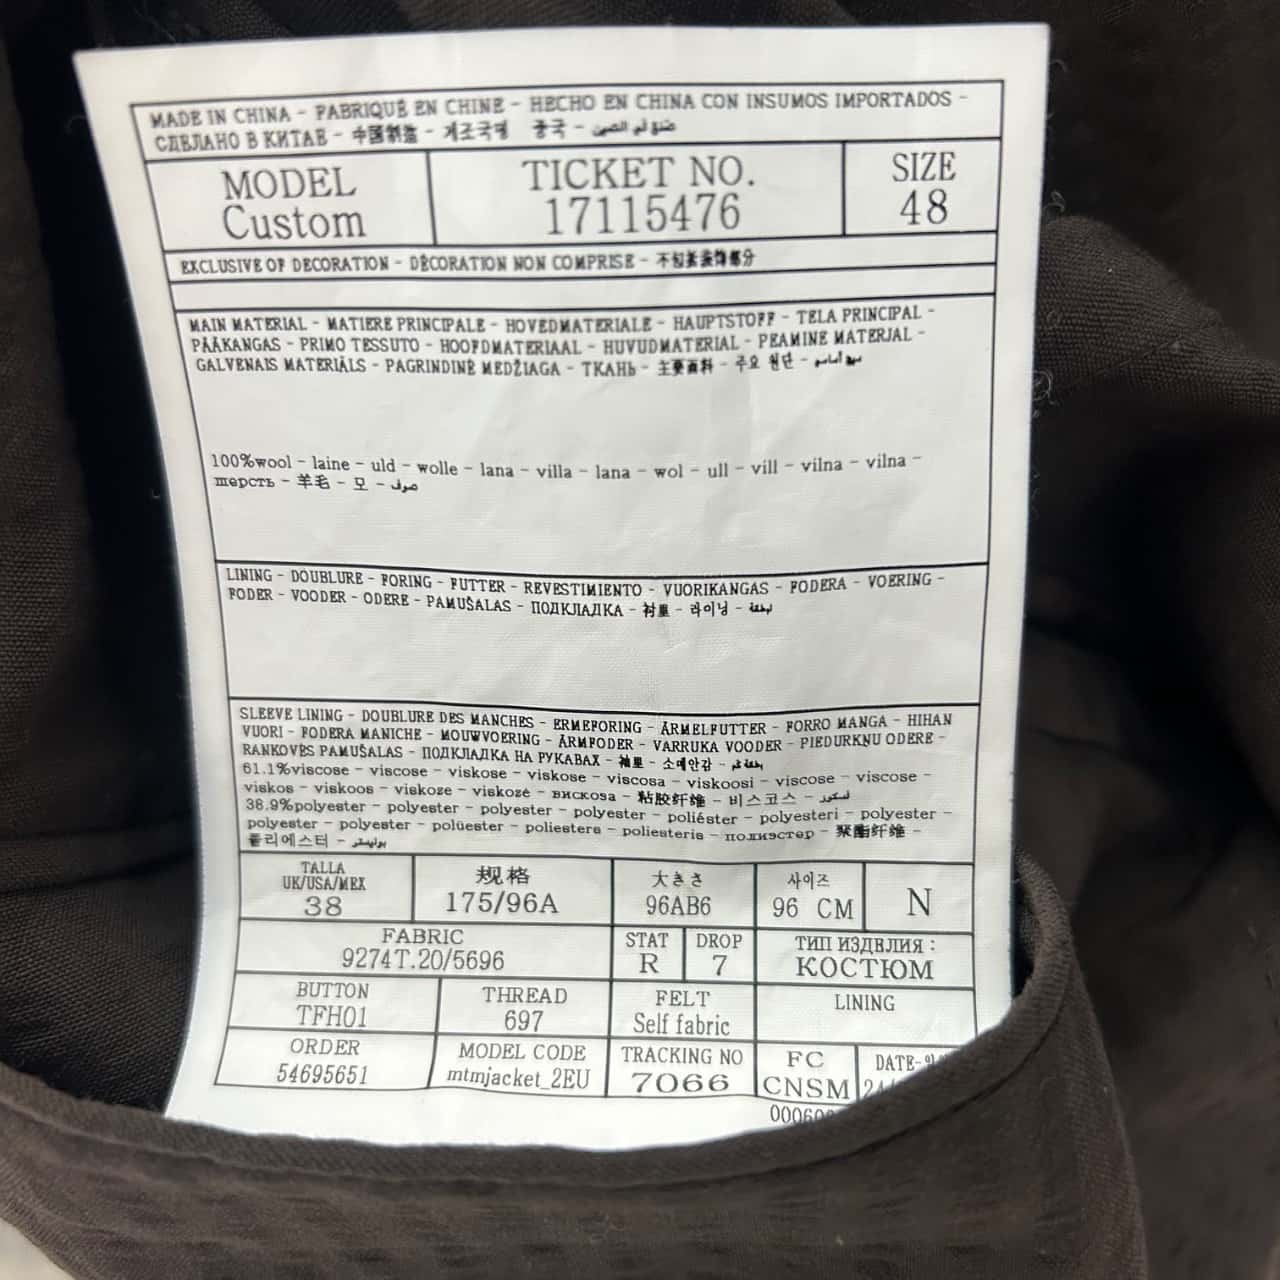 MADE IN CHINA - FABRIQUÉ EN CHINE - HECHO EN CHINA CON INSUMOS IMPORTADOS -
СДЕЛАНО В КИТАЕ - 中国制造 -
MODEL
Custom
TICKET NO.
17115476
SIZE
48
EXCLUSIVE OF DECORATION - DÉCORATION NON COMPRISE - 不包括装饰部分
MAIN MATERIAL - MATIERE PRINCIPALE - HOVEDMATERIALE - HAUPTSTOFF - TELA PRINCIPAL -
PÄÄKANGAS - PRIMO TESSUTO - HOOFDMATERIAAL - HUVUDMATERIAL - PEAMINE MATERJAL -
GALVENAIS MATERIĀLS - PAGRINDINĖ MEDŽIAGA - ТКАНЬ - 主要面料 - 주요 원단 -
100%wool - laine - uld - wolle - lana - villa - lana - wol - ull - vill - vilna - vilna -
шерсть - 羊毛 - 모 - صوف
LINING - DOUBLURE - FORING - FUTTER - REVESTIMIENTO - VUORIKANGAS - FODERA - VOERING -
FODER - VOODER - ODERE - PAMUŠALAS - ПОДКЛАДКА - 衬里 - 라이닝 -
SLEEVE LINING - DOUBLURE DES MANCHES - ERMEFORING - ÄRMELFUTTER - FORRO MANGA - HIHAN
VUORI - FODERA MANICHE - MOUWVOERING - ÄRMFODER - VARRUKA VOODER - PIEDURKŅU ODERE -
RANKOVĖS PAMUŠALAS - ПОДКЛАДКА НА РУКАВАХ - 袖里 - 소매안감 -
61.1%viscose - viscose - viskose - viskose - viscosa - viskoosi - viscose - viscose -
viskos - viskoos - viskoze - viskozė - вискоза - 粘胶纤维 - 비스코스 -
38.9%polyester - polyester - polyester - polyester - poliéster - polyesteri - polyester -
polyester - polyester - polüester - poliesters - poliesteris - полиэстер - 聚酯纤维 -
폴리에스터 - بوليستر
TALLA
UK/USA/MEX
38
规格
175/96A
大きさ
96AB6
사이즈
96 CM
N
FABRIC
9274T.20/5696
STAT
R
DROP
7
ТИП ИЗДЕЛИЯ :
КОСТЮМ
BUTTON
TFH01
THREAD
697
FELT
Self fabric
LINING
ORDER
54695651
MODEL CODE
mtmjacket_2EU
TRACKING NO
7066
FC
CNSM
DATE-